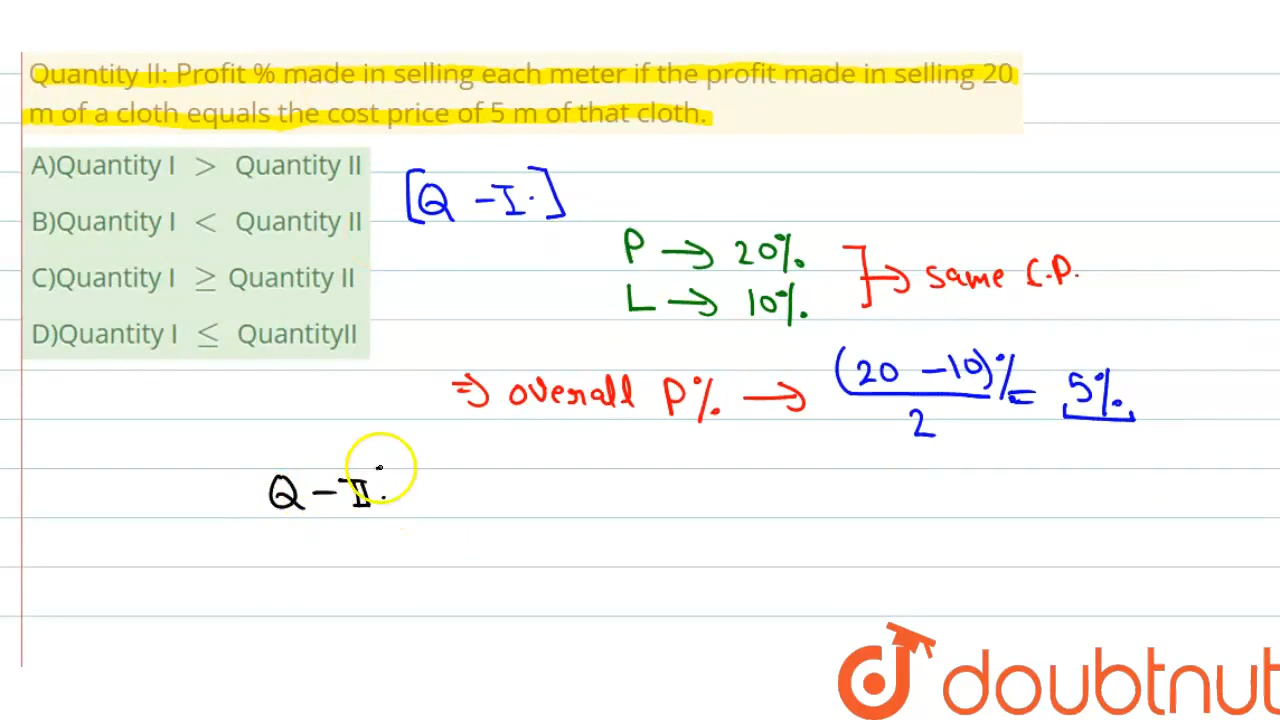 Quantity II: Profit % made in selling each meter if the profit made in selling 20
m of a cloth equals the cost price of 5 m of that cloth.
A)Quantity I > Quantity II
B)Quantity I < Quantity II
C)Quantity I ≥ Quantity II
D)Quantity I ≤ QuantityII
[Q - I.]
P → 20%.
L → 10%.
} → same C.P.
⇒ overall P%. → (20 - 10)%/2 = 5%.
Q - II.
doubtnut